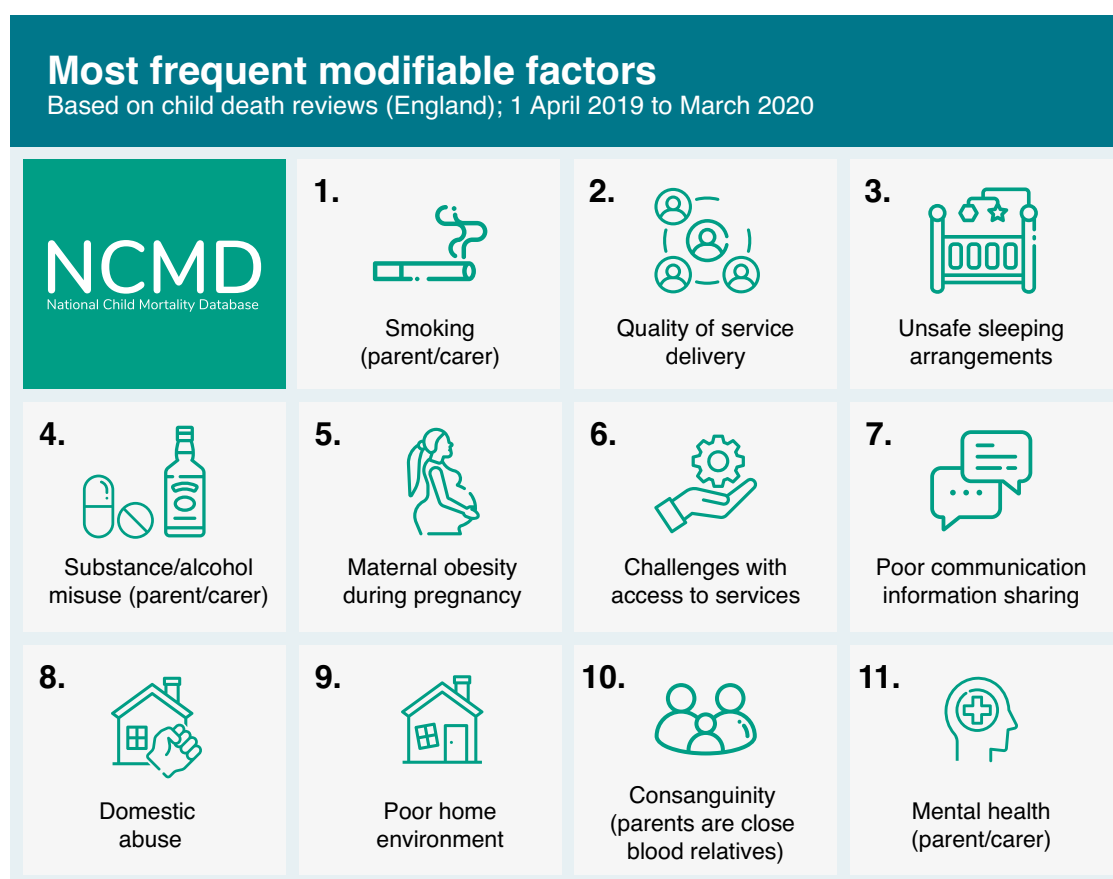 Most frequent modifiable factors
Based on child death reviews (England); 1 April 2019 to March 2020
NCMD
National Child Mortality Database
1.
Smoking
(parent/carer)
2.
Quality of service
delivery
3.
Unsafe sleeping
arrangements
4.
Substance/alcohol
misuse (parent/carer)
5.
Maternal obesity
during pregnancy
6.
Challenges with
access to services
7.
Poor communication
information sharing
8.
Domestic
abuse
9.
Poor home
environment
10.
Consanguinity
(parents are close
blood relatives)
11.
Mental health
(parent/carer)